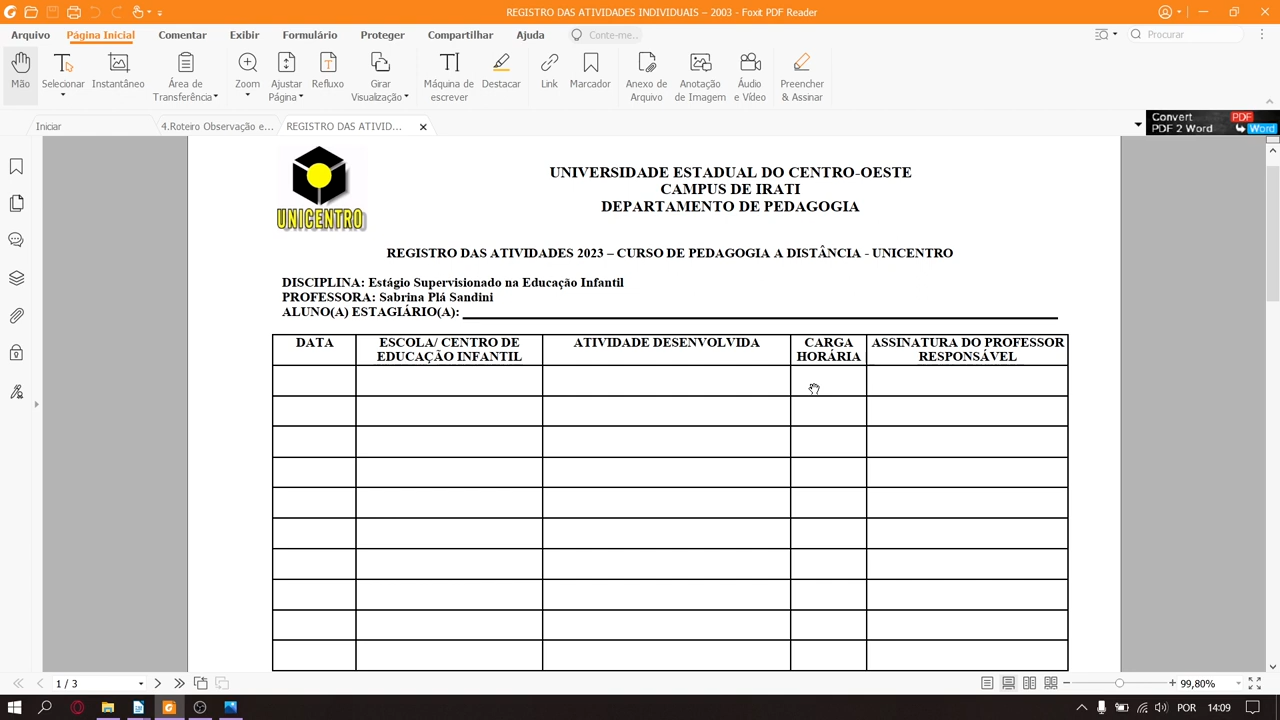 REGISTRO DAS ATIVIDADES INDIVIDUAIS – 2003 - Foxit PDF Reader
Arquivo Página Inicial Comentar Exibir Formulário Proteger Compartilhar Ajuda Conte-me.. Procurar
Mão Selecionar Instantâneo Área de Transferência Zoom Ajustar Página Refluxo Girar Visualização Máquina de escrever Destacar Link Marcador Anexo de Arquivo Anotação de Imagem Áudio e Vídeo Preencher & Assinar
Iniciar 4.Roteiro Observação e... REGISTRO DAS ATIVID...
Convert PDF
PDF 2 Word Word
UNICENTRO
UNIVERSIDADE ESTADUAL DO CENTRO-OESTE
CAMPUS DE IRATI
DEPARTAMENTO DE PEDAGOGIA
REGISTRO DAS ATIVIDADES 2023 – CURSO DE PEDAGOGIA A DISTÂNCIA - UNICENTRO
DISCIPLINA: Estágio Supervisionado na Educação Infantil
PROFESSORA: Sabrina Plá Sandini
ALUNO(A) ESTAGIÁRIO(A):
DATA ESCOLA/ CENTRO DE ATIVIDADE DESENVOLVIDA CARGA ASSINATURA DO PROFESSOR
EDUCAÇÃO INFANTIL HORÁRIA RESPONSÁVEL
1 / 3 99,80%
POR 14:09